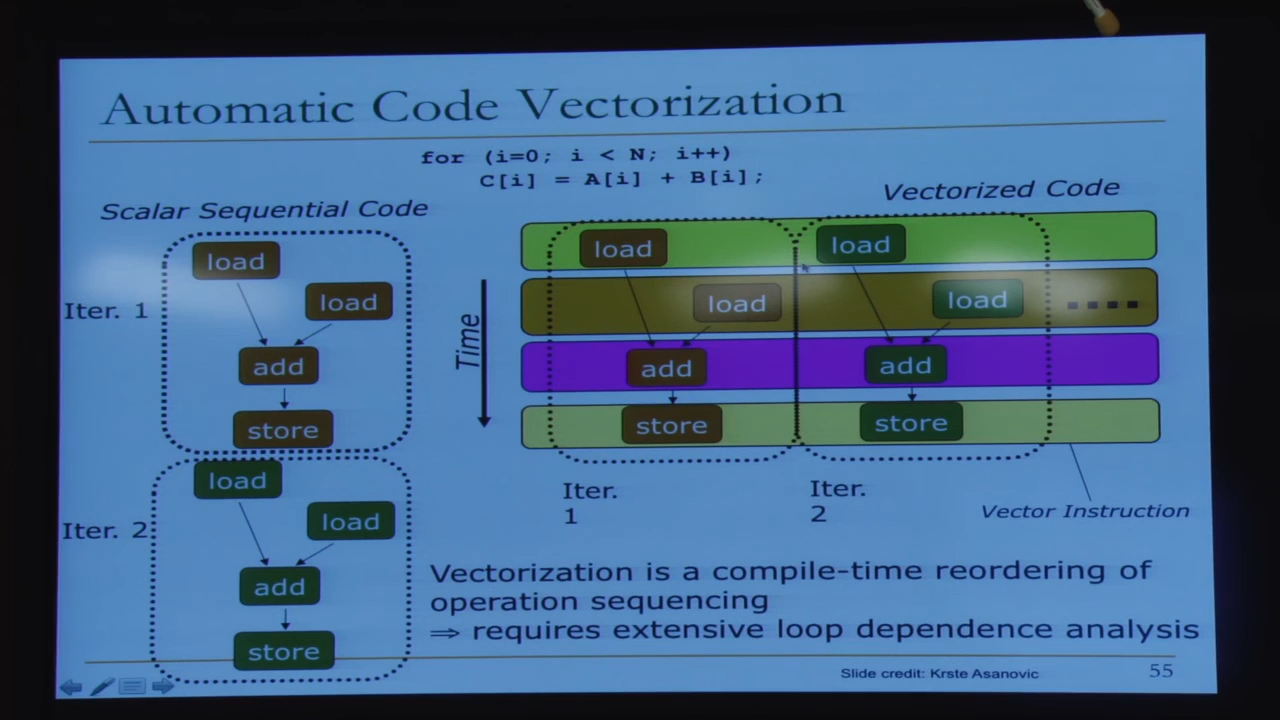 Automatic Code Vectorization
for (i=0; i < N; i++)
C[i] = A[i] + B[i];
Scalar Sequential Code
Vectorized Code
Iter. 1
load
load
add
store
Iter. 2
load
load
add
store
Time
load
load
load
load
add
add
store
store
Iter.
1
Iter.
2
Vector Instruction
Vectorization is a compile-time reordering of
operation sequencing
⇒ requires extensive loop dependence analysis
Slide credit: Krste Asanovic
55